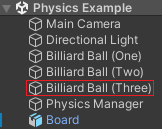 Physics Example
Main Camera
Directional Light
Billiard Ball (One)
Billiard Ball (Two)
Billiard Ball (Three)
Physics Manager
Board